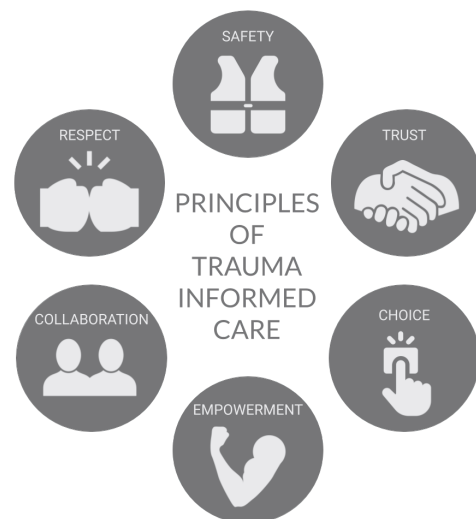 SAFETY
TRUST
CHOICE
EMPOWERMENT
COLLABORATION
RESPECT
PRINCIPLES
OF
TRAUMA
INFORMED
CARE